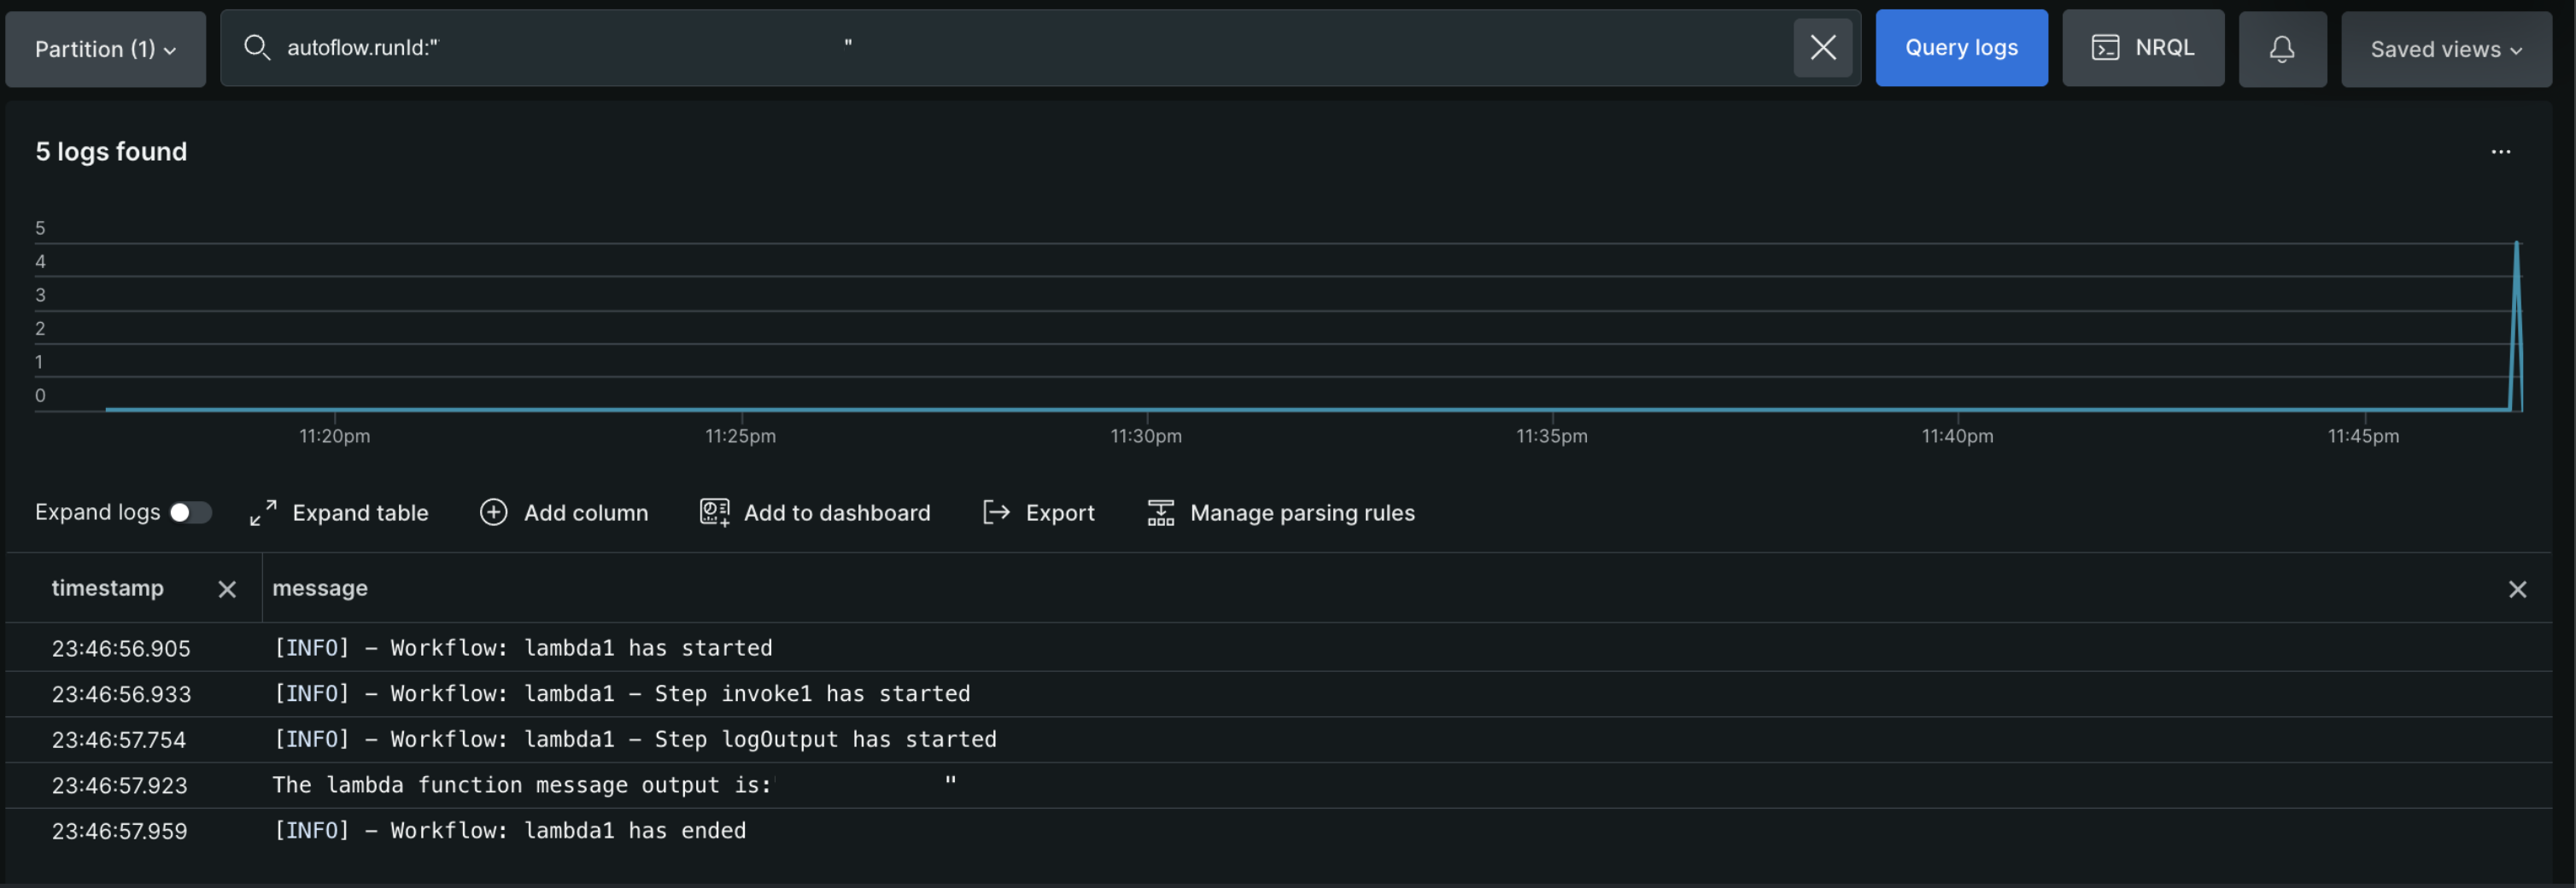 Partition (1)
autoflow.runId:" "
Query logs
NRQL
Saved views
5 logs found
...
5
4
3
2
1
0
11:20pm 11:25pm 11:30pm 11:35pm 11:40pm 11:45pm
Expand logs Expand table Add column Add to dashboard Export Manage parsing rules
timestamp message
23:46:56.905 [INFO] – Workflow: lambda1 has started
23:46:56.933 [INFO] – Workflow: lambda1 – Step invoke1 has started
23:46:57.754 [INFO] – Workflow: lambda1 – Step logOutput has started
23:46:57.923 The lambda function message output is: "
23:46:57.959 [INFO] – Workflow: lambda1 has ended